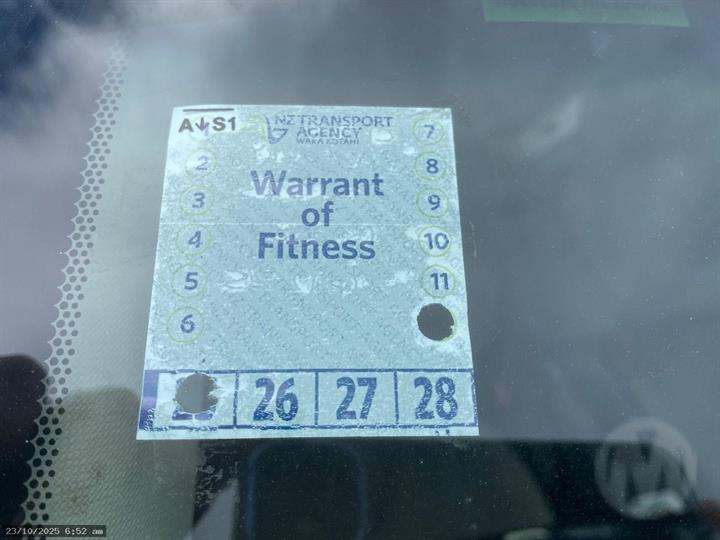 A↓S1
NZ TRANSPORT
AGENCY
WAKA KOTAHI
Warrant
of
Fitness
2
3
4
5
6
7
8
9
10
11
26 27 28
M
23/10/2025 6:52 am